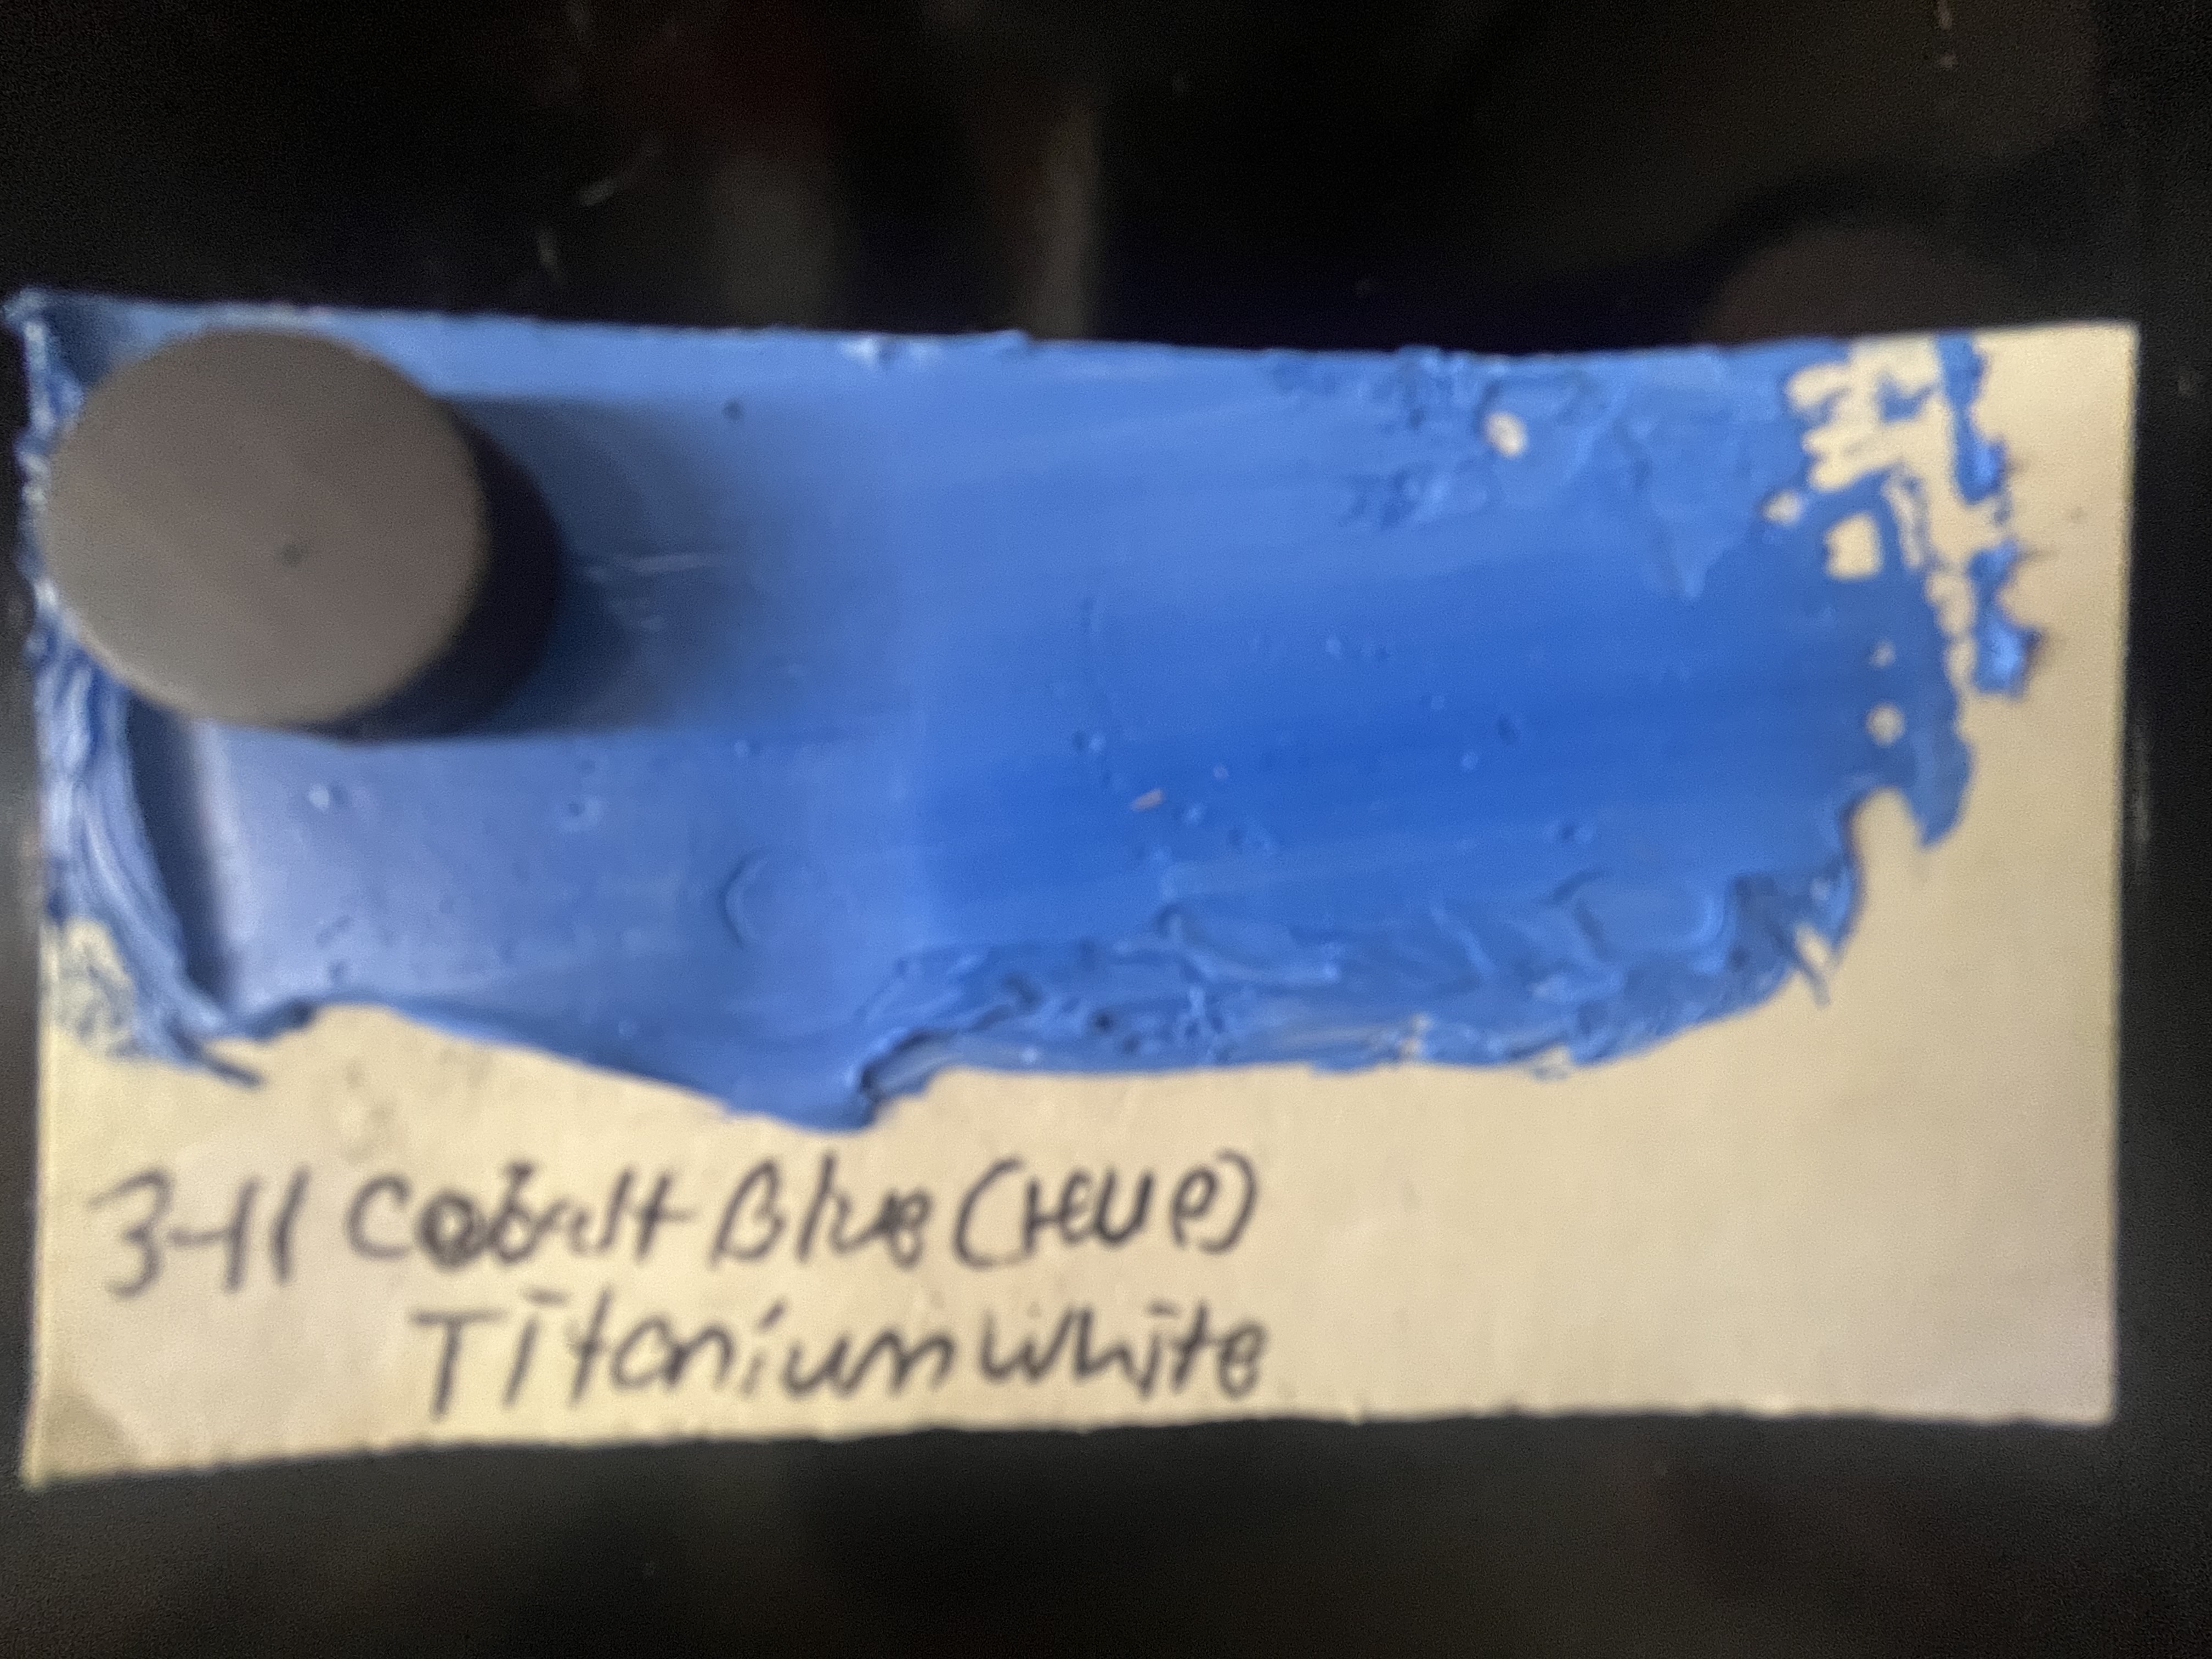 3-11 Cobalt Blue (HUe)
Titanium White